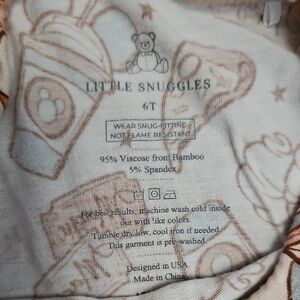 LITTLE SNUGGLES
6T
WEAR SNUG-FITTING
NOT FLAME RESISTANT
95% Viscose from Bamboo
5% Spandex
For best results, machine wash cold inside
out with like colors.
Tumble dry low, cool iron if needed.
This garment is pre-washed.
Designed in USA.
Made in China.